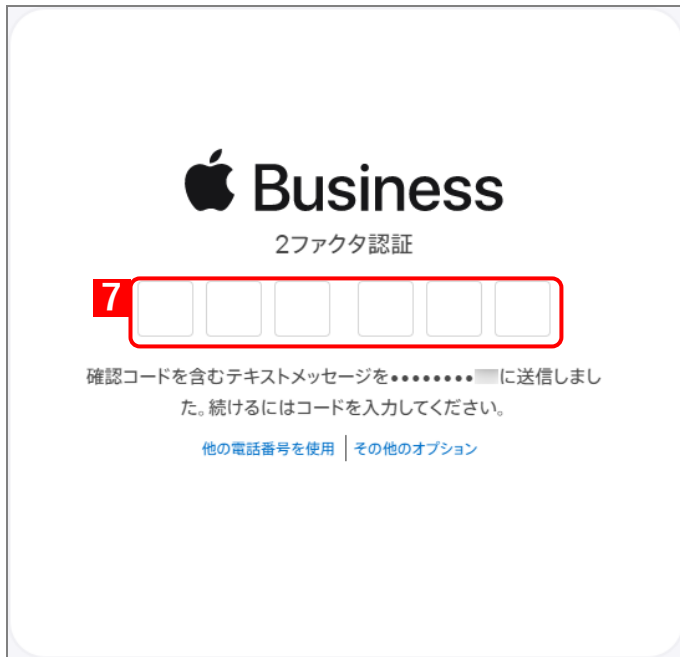 Business
2ファクタ認証
7
確認コードを含むテキストメッセージを••••••••に送信しまし
た。続けるにはコードを入力してください。
他の電話番号を使用 | その他のオプション